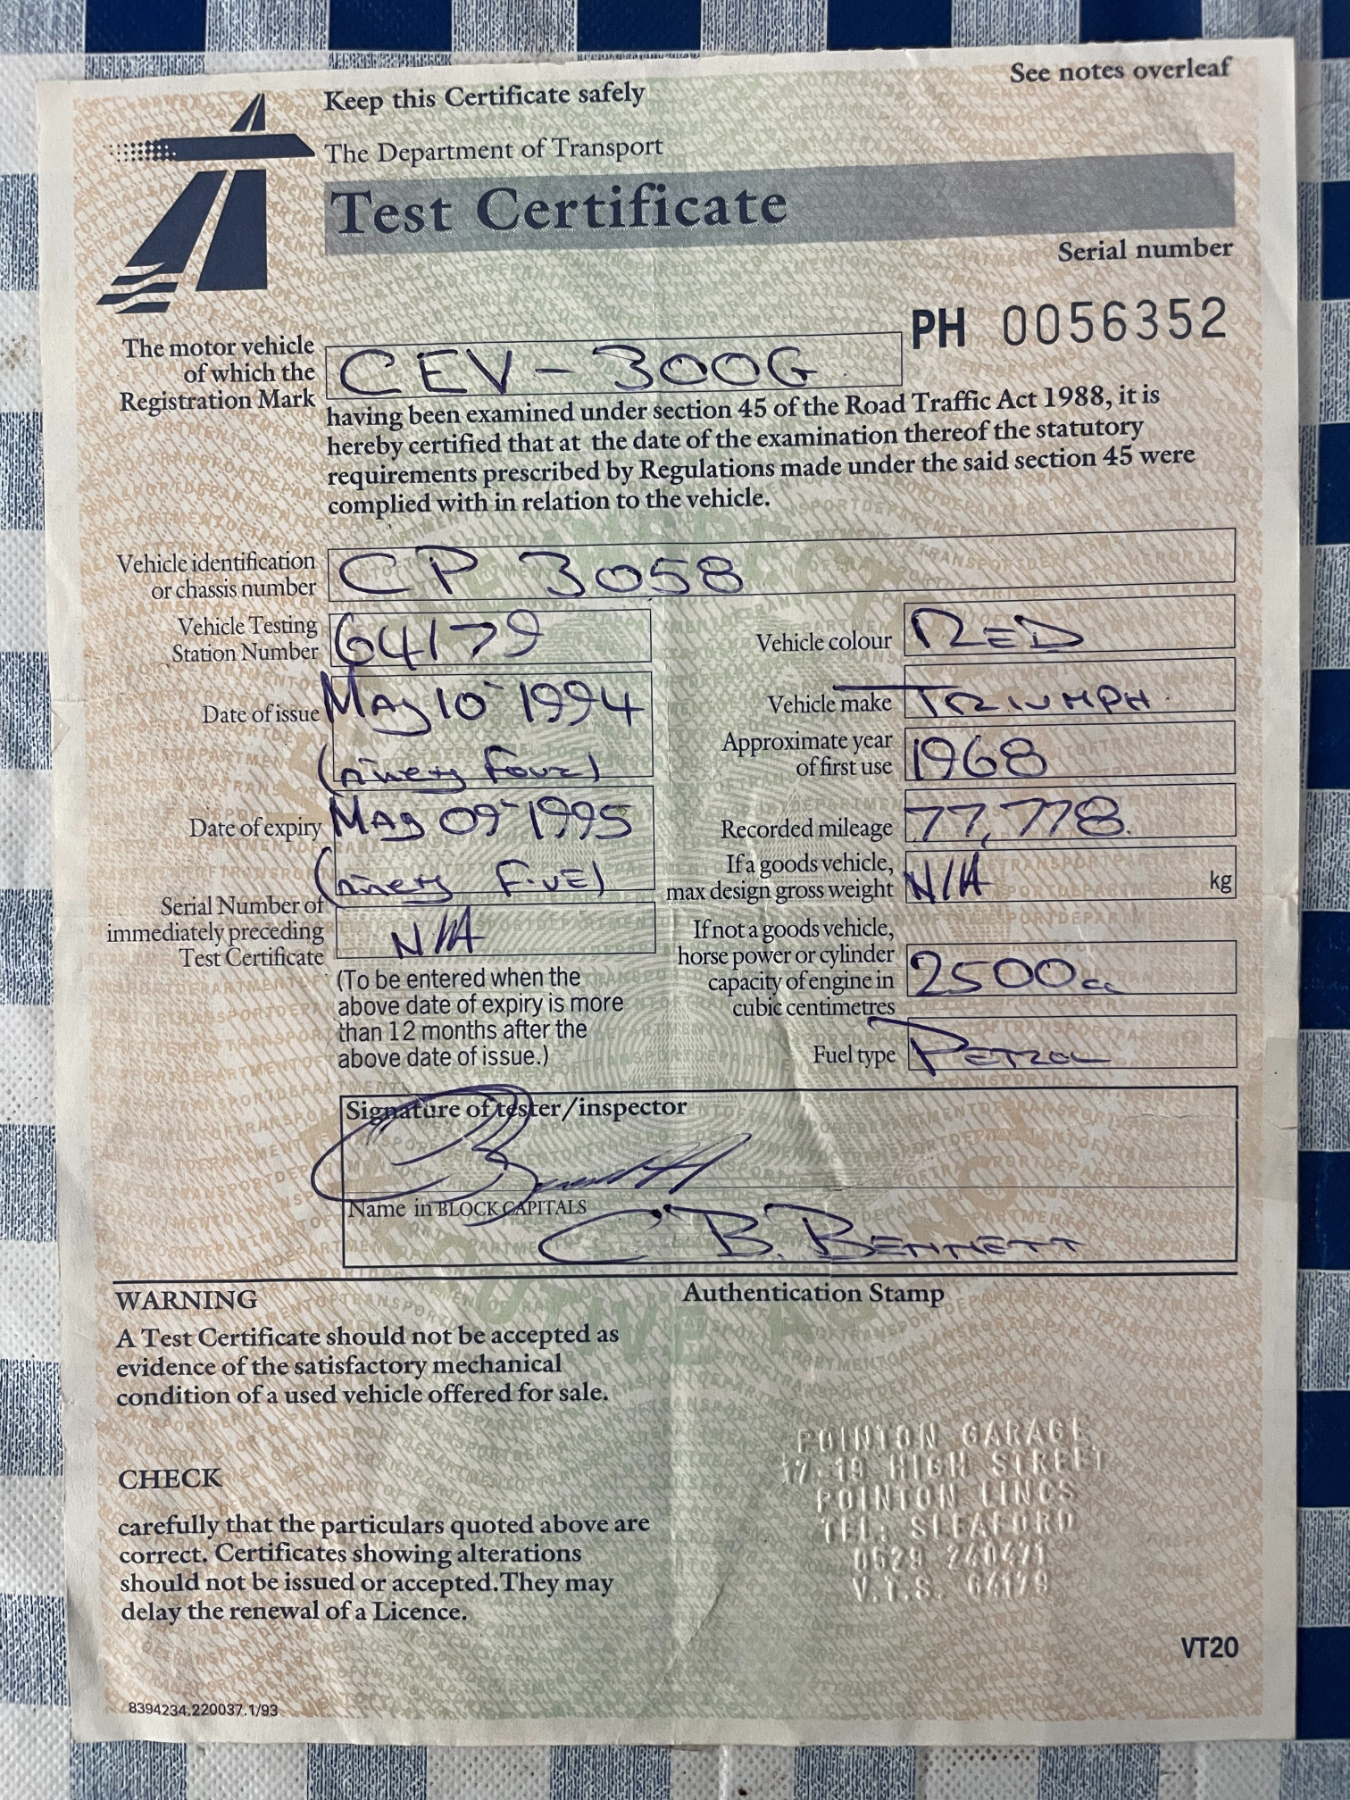 See notes overleaf
Keep this Certificate safely
The Department of Transport
Test Certificate
Serial number
PH 0056352
The motor vehicle
of which the
Registration Mark
CEV - 300G
having been examined under section 45 of the Road Traffic Act 1988, it is
hereby certified that at the date of the examination thereof the statutory
requirements prescribed by Regulations made under the said section 45 were
complied with in relation to the vehicle.
Vehicle identification
or chassis number
CP 3058
Vehicle Testing
Station Number
64179
Vehicle colour
RED
Date of issue
May 10 - 1994
(ninety four)
Vehicle make
TRIUMPH
Approximate year
of first use
1968
Date of expiry
May 09 - 1995
(ninety FIVE)
Recorded mileage
77,778.
If a goods vehicle,
max design gross weight
N/A
kg
Serial Number of
immediately preceding
Test Certificate
N/A
(To be entered when the
above date of expiry is more
than 12 months after the
above date of issue.)
If not a goods vehicle,
horse power or cylinder
capacity of engine in
cubic centimetres
2500cc
Fuel type
PETROL
Signature of tester/inspector
Name in BLOCK CAPITALS
C B. BENNETT
WARNING
A Test Certificate should not be accepted as
evidence of the satisfactory mechanical
condition of a used vehicle offered for sale.
Authentication Stamp
POINTON GARAGE
17-19 HIGH STREET
POINTON LINCS
TEL: SLEAFORD
0529 240471
V.T.S. 64179
CHECK
carefully that the particulars quoted above are
correct. Certificates showing alterations
should not be issued or accepted. They may
delay the renewal of a Licence.
VT20
8394234.220037.1/93